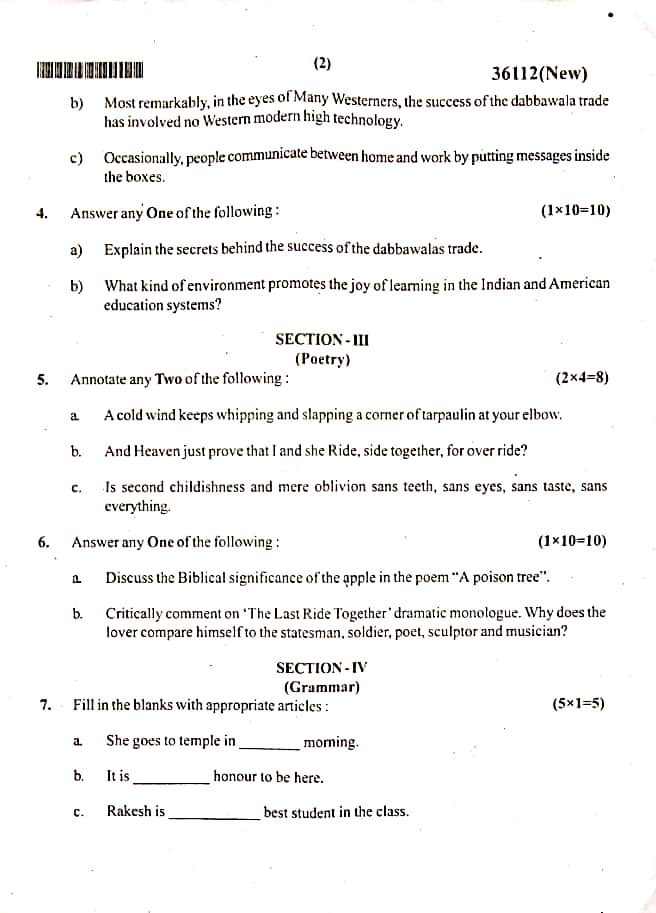 (2)
36112(New)
b) Most remarkably, in the eyes of Many Westerners, the success of the dabbawala trade
has involved no Western modern high technology.
c) Occasionally, people communicate between home and work by putting messages inside
the boxes.
4. Answer any One of the following : (1×10=10)
a) Explain the secrets behind the success of the dabbawalas trade.
b) What kind of environment promotes the joy of learning in the Indian and American
education systems?
SECTION - III
(Poetry)
5. Annotate any Two of the following : (2×4=8)
a. A cold wind keeps whipping and slapping a corner of tarpaulin at your elbow.
b. And Heaven just prove that I and she Ride, side together, for over ride?
c. Is second childishness and mere oblivion sans teeth, sans eyes, sans taste, sans
everything.
6. Answer any One of the following : (1×10=10)
a. Discuss the Biblical significance of the apple in the poem “A poison tree”.
b. Critically comment on ‘The Last Ride Together’ dramatic monologue. Why does the
lover compare himself to the statesman, soldier, poet, sculptor and musician?
SECTION - IV
(Grammar)
7. Fill in the blanks with appropriate articles : (5×1=5)
a. She goes to temple in ________ morning.
b. It is __________ honour to be here.
c. Rakesh is ____________ best student in the class.